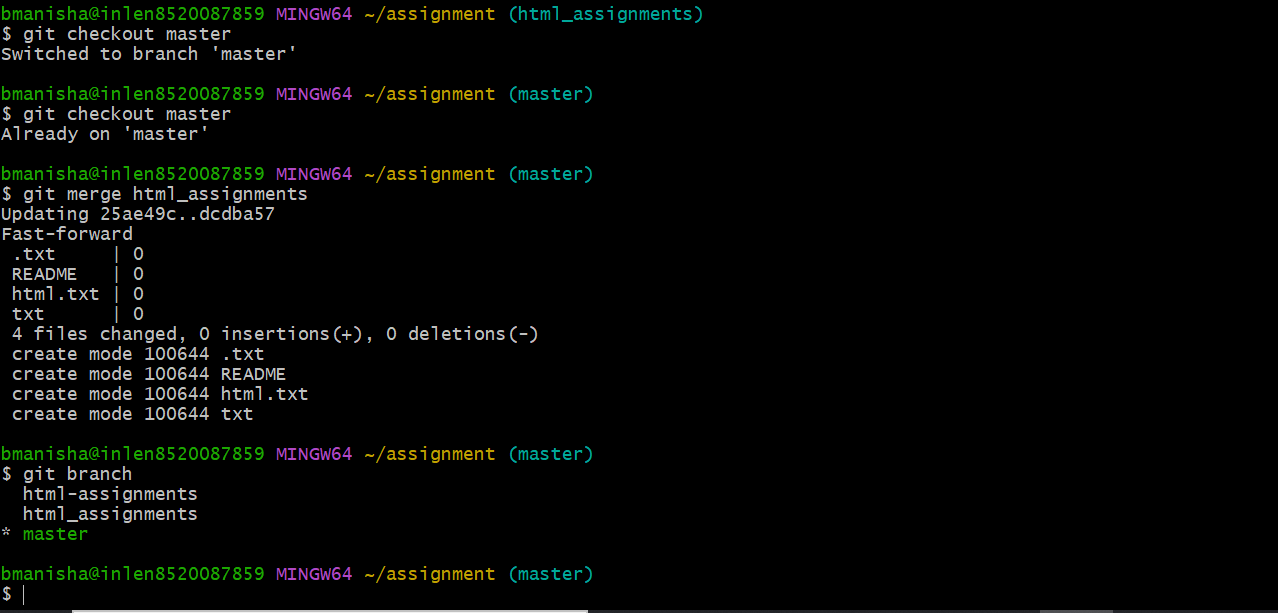 bmanisha@inlen8520087859 MINGW64 ~/assignment (html_assignments)
$ git checkout master
Switched to branch 'master'
bmanisha@inlen8520087859 MINGW64 ~/assignment (master)
$ git checkout master
Already on 'master'
bmanisha@inlen8520087859 MINGW64 ~/assignment (master)
$ git merge html_assignments
Updating 25ae49c..dcdba57
Fast-forward
 .txt     | 0
 README   | 0
 html.txt | 0
 txt      | 0
 4 files changed, 0 insertions(+), 0 deletions(-)
 create mode 100644 .txt
 create mode 100644 README
 create mode 100644 html.txt
 create mode 100644 txt
bmanisha@inlen8520087859 MINGW64 ~/assignment (master)
$ git branch
  html-assignments
  html_assignments
* master
bmanisha@inlen8520087859 MINGW64 ~/assignment (master)
$